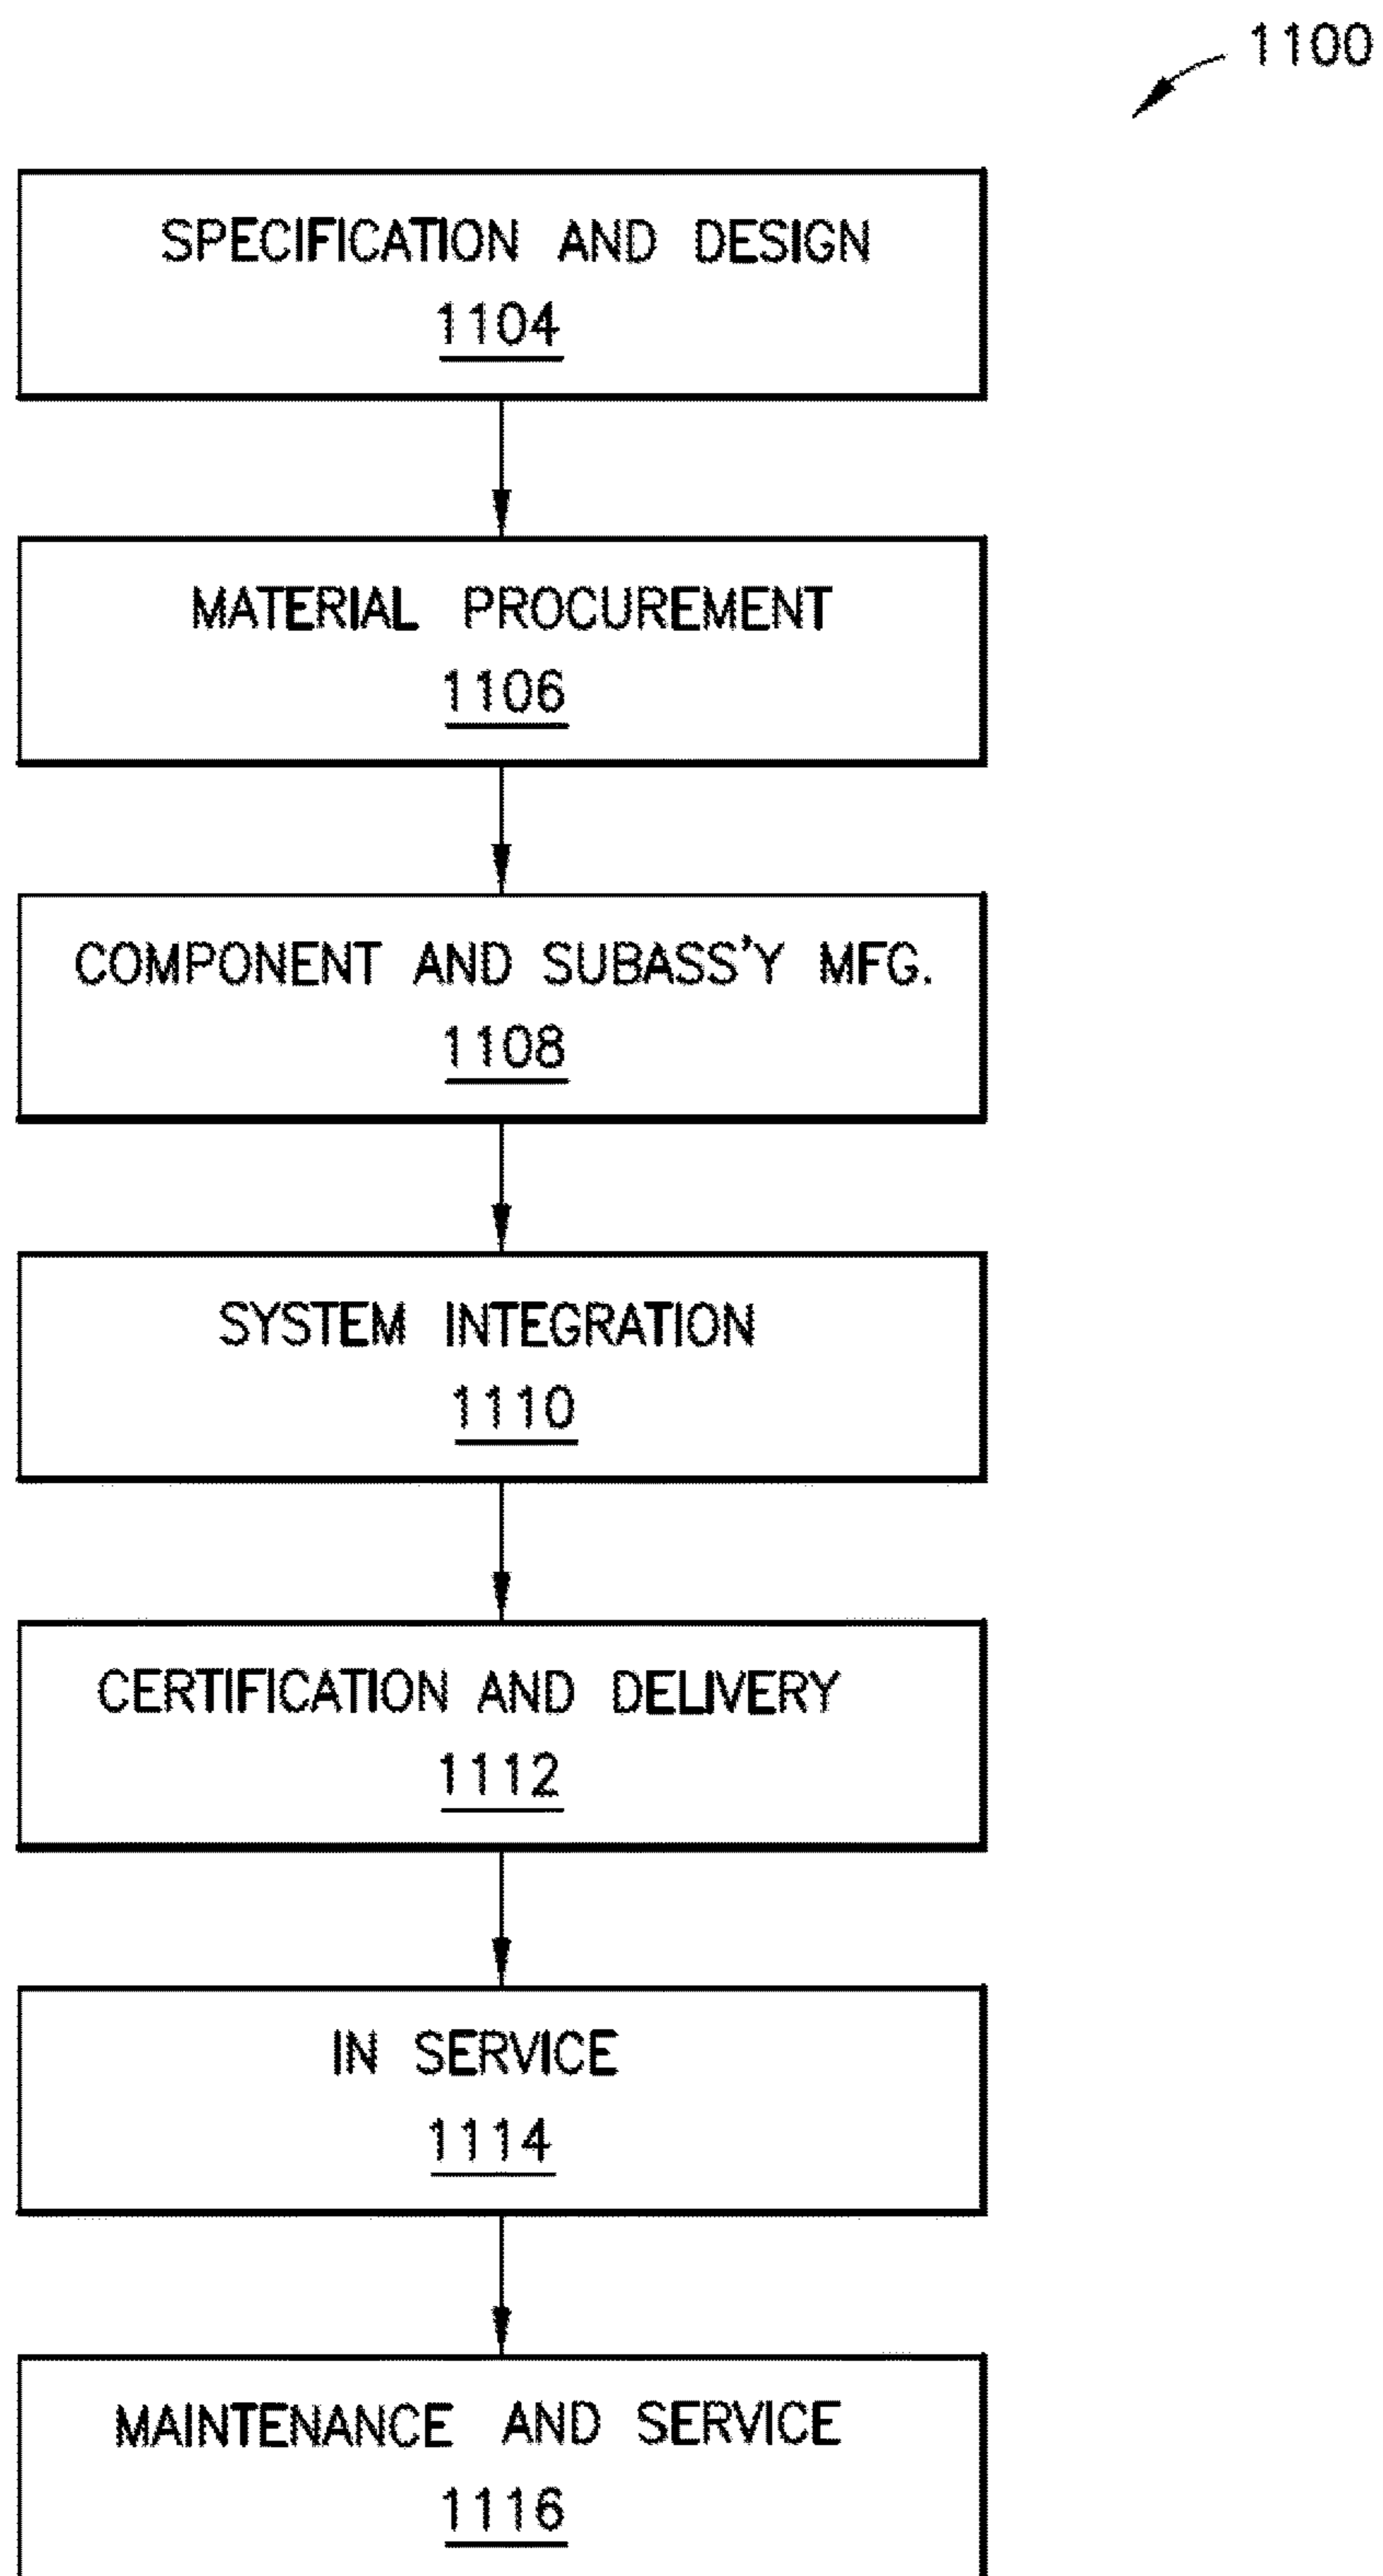 1100
SPECIFICATION AND DESIGN
1104
MATERIAL PROCUREMENT
1106
COMPONENT AND SUBASS'Y MFG.
1108
SYSTEM INTEGRATION
1110
CERTIFICATION AND DELIVERY
1112
IN SERVICE
1114
MAINTENANCE AND SERVICE
1116